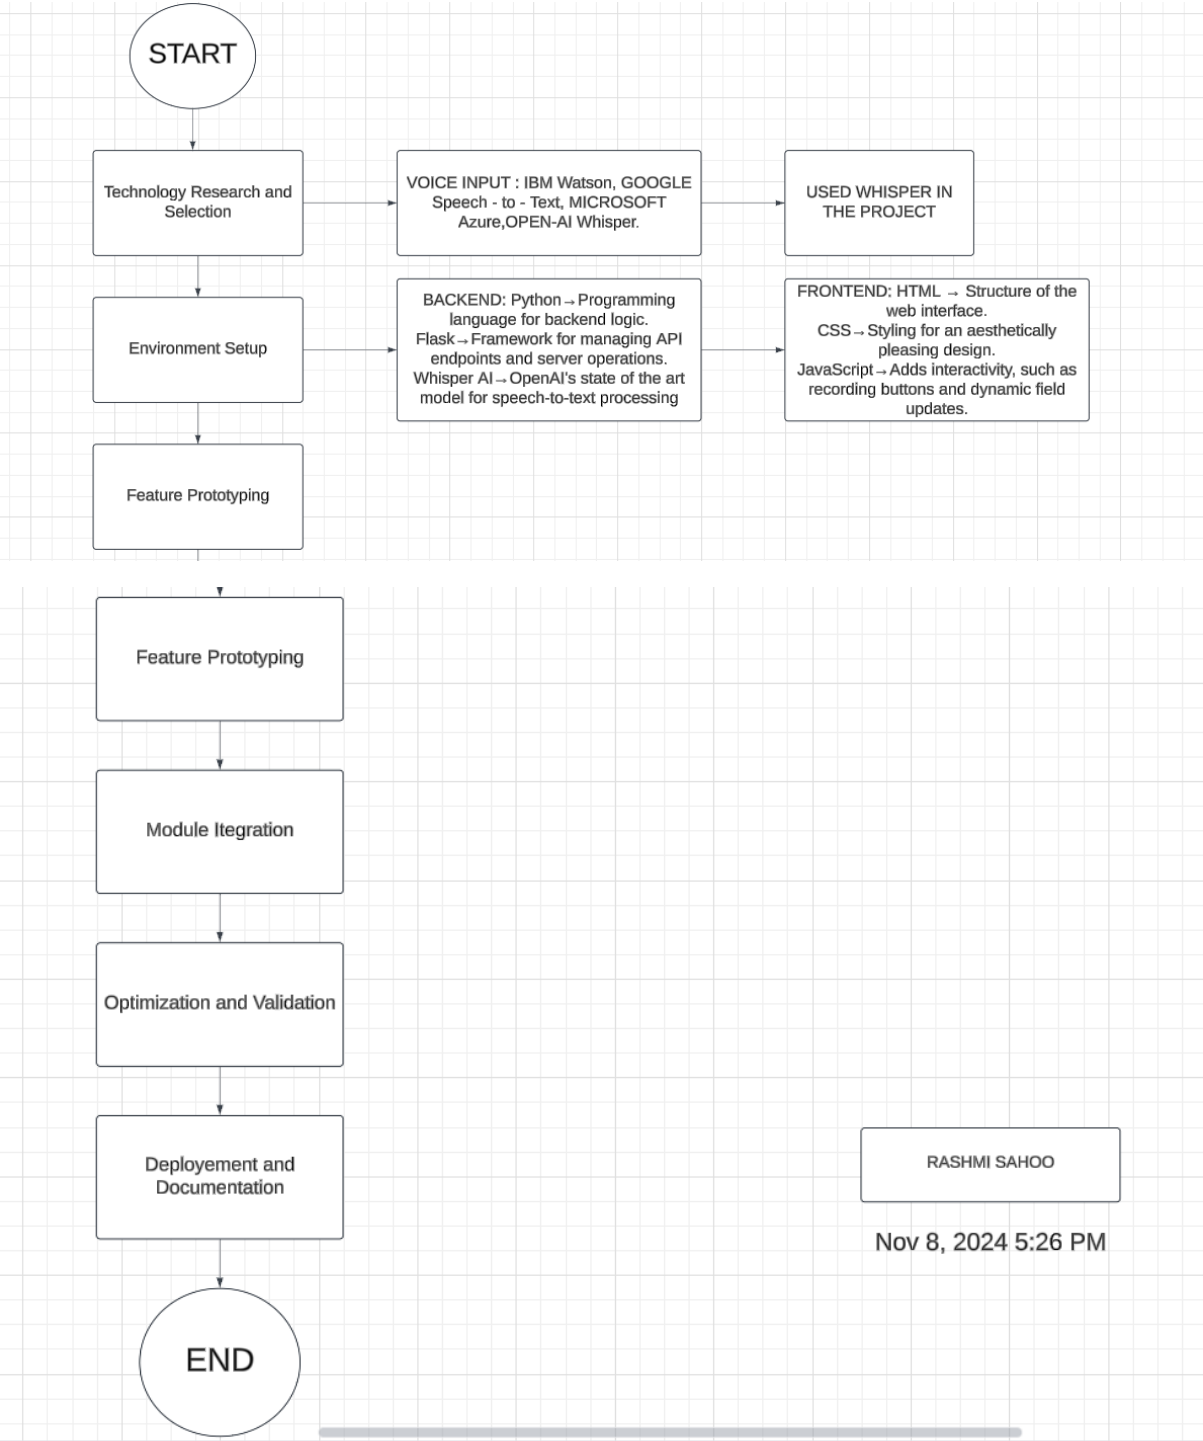 START
Technology Research and
Selection
VOICE INPUT : IBM Watson, GOOGLE
Speech - to - Text, MICROSOFT
Azure,OPEN-AI Whisper.
USED WHISPER IN
THE PROJECT
Environment Setup
BACKEND: Python→Programming
language for backend logic.
Flask→Framework for managing API
endpoints and server operations.
Whisper AI→OpenAI's state of the art
model for speech-to-text processing
FRONTEND: HTML → Structure of the
web interface.
CSS→Styling for an aesthetically
pleasing design.
JavaScript→Adds interactivity, such as
recording buttons and dynamic field
updates.
Feature Prototyping
Feature Prototyping
Module Itegration
Optimization and Validation
Deployement and
Documentation
RASHMI SAHOO
Nov 8, 2024 5:26 PM
END